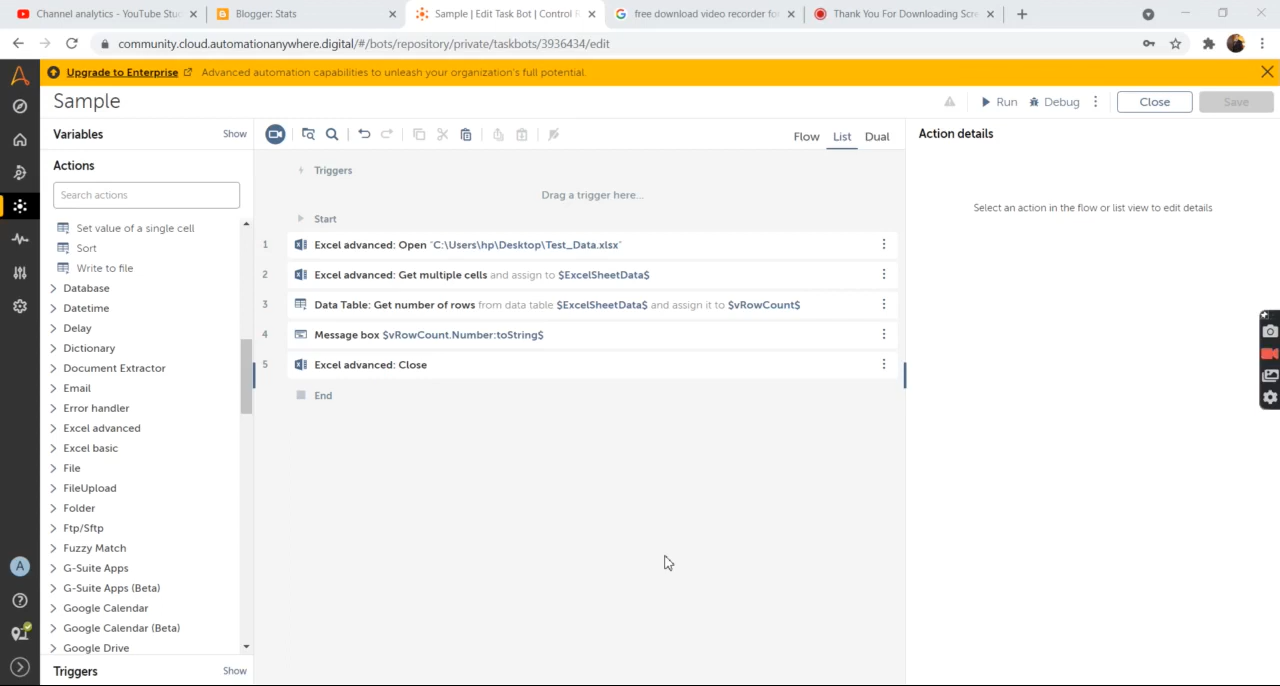 Channel analytics - YouTube Stu
Blogger: Stats
Sample | Edit Task Bot | Control R
free download video recorder fo
Thank You For Downloading Scre
community.cloud.automationanywhere.digital/#/bots/repository/private/taskbots/3936434/edit
Upgrade to Enterprise Advanced automation capabilities to unleash your organization's full potential.
Sample
Run
Debug
Close
Save
Variables
Show
Flow
List
Dual
Action details
Actions
Search actions
Set value of a single cell
Sort
Write to file
Database
Datetime
Delay
Dictionary
Document Extractor
Email
Error handler
Excel advanced
Excel basic
File
FileUpload
Folder
Ftp/Sftp
Fuzzy Match
G-Suite Apps
G-Suite Apps (Beta)
Google Calendar
Google Calendar (Beta)
Google Drive
Triggers
Show
Triggers
Drag a trigger here...
Start
1 Excel advanced: Open "C:\Users\hp\Desktop\Test_Data.xlsx"
2 Excel advanced: Get multiple cells and assign to $ExcelSheetData$
3 Data Table: Get number of rows from data table $ExcelSheetData$ and assign it to $vRowCount$
4 Message box $vRowCount.Number:toString$
5 Excel advanced: Close
End
Select an action in the flow or list view to edit details
A